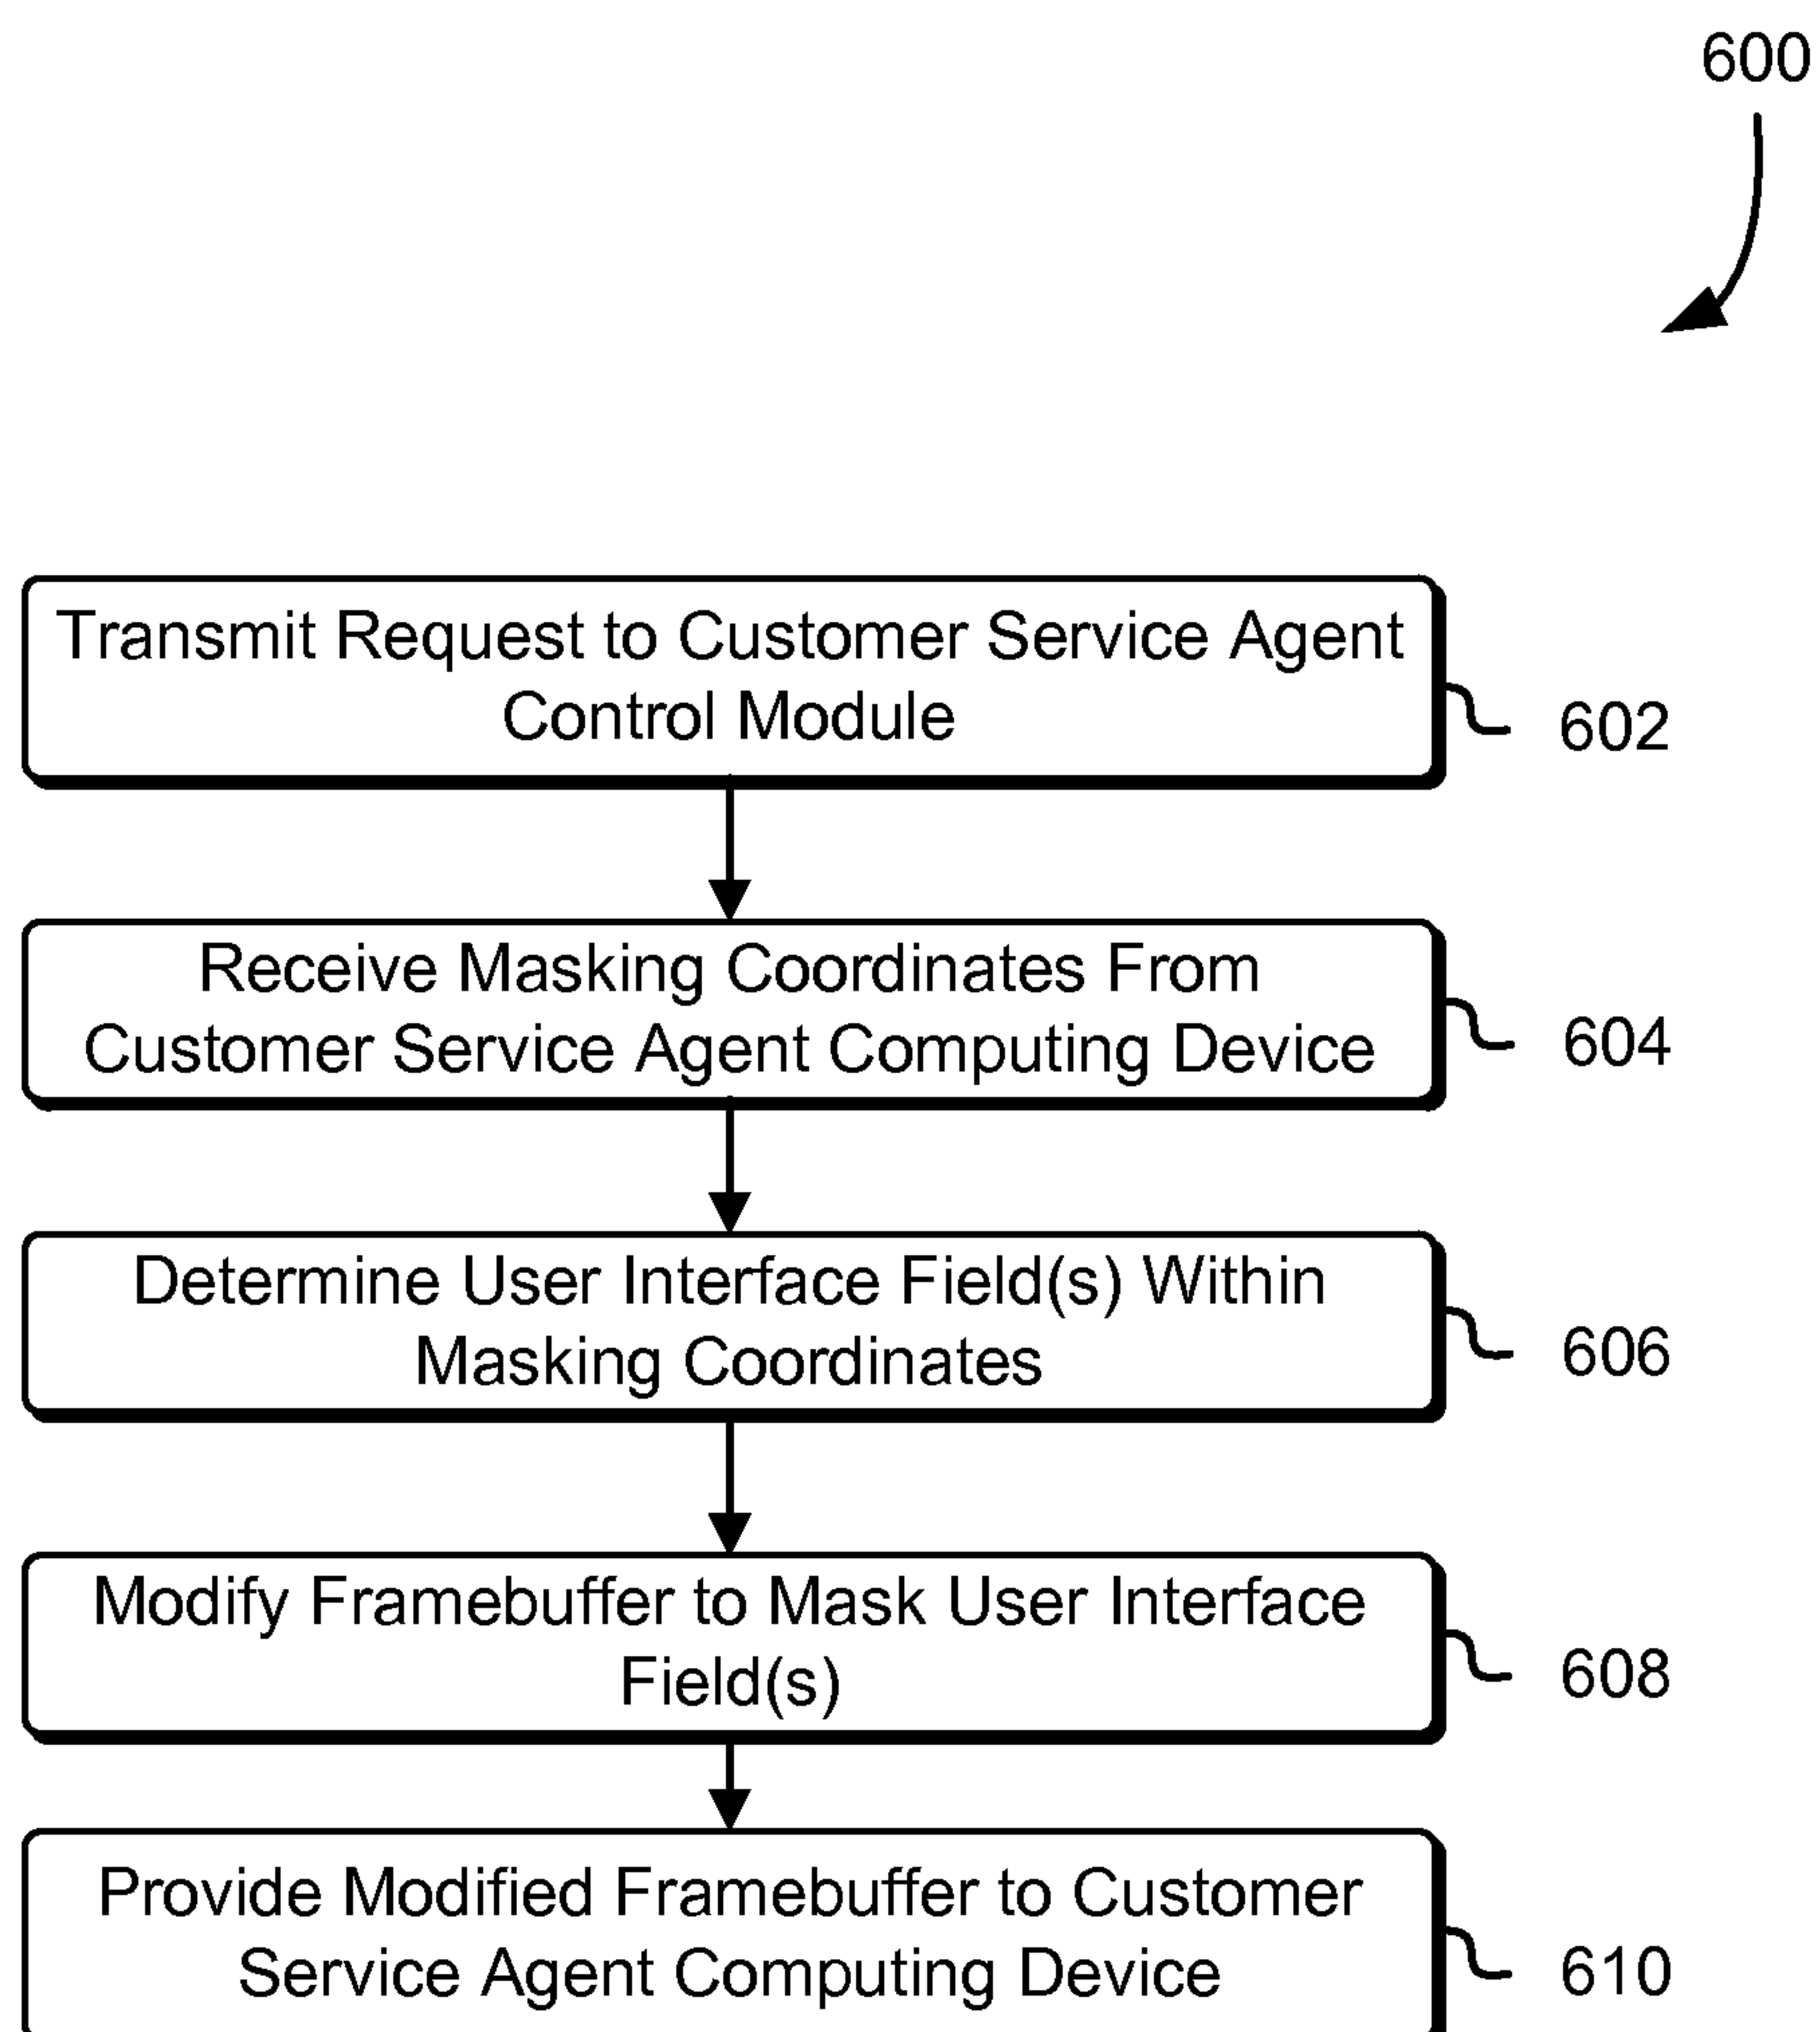 600
Transmit Request to Customer Service Agent
Control Module
602
Receive Masking Coordinates From
Customer Service Agent Computing Device
604
Determine User Interface Field(s) Within
Masking Coordinates
606
Modify Framebuffer to Mask User Interface
Field(s)
608
Provide Modified Framebuffer to Customer
Service Agent Computing Device
610